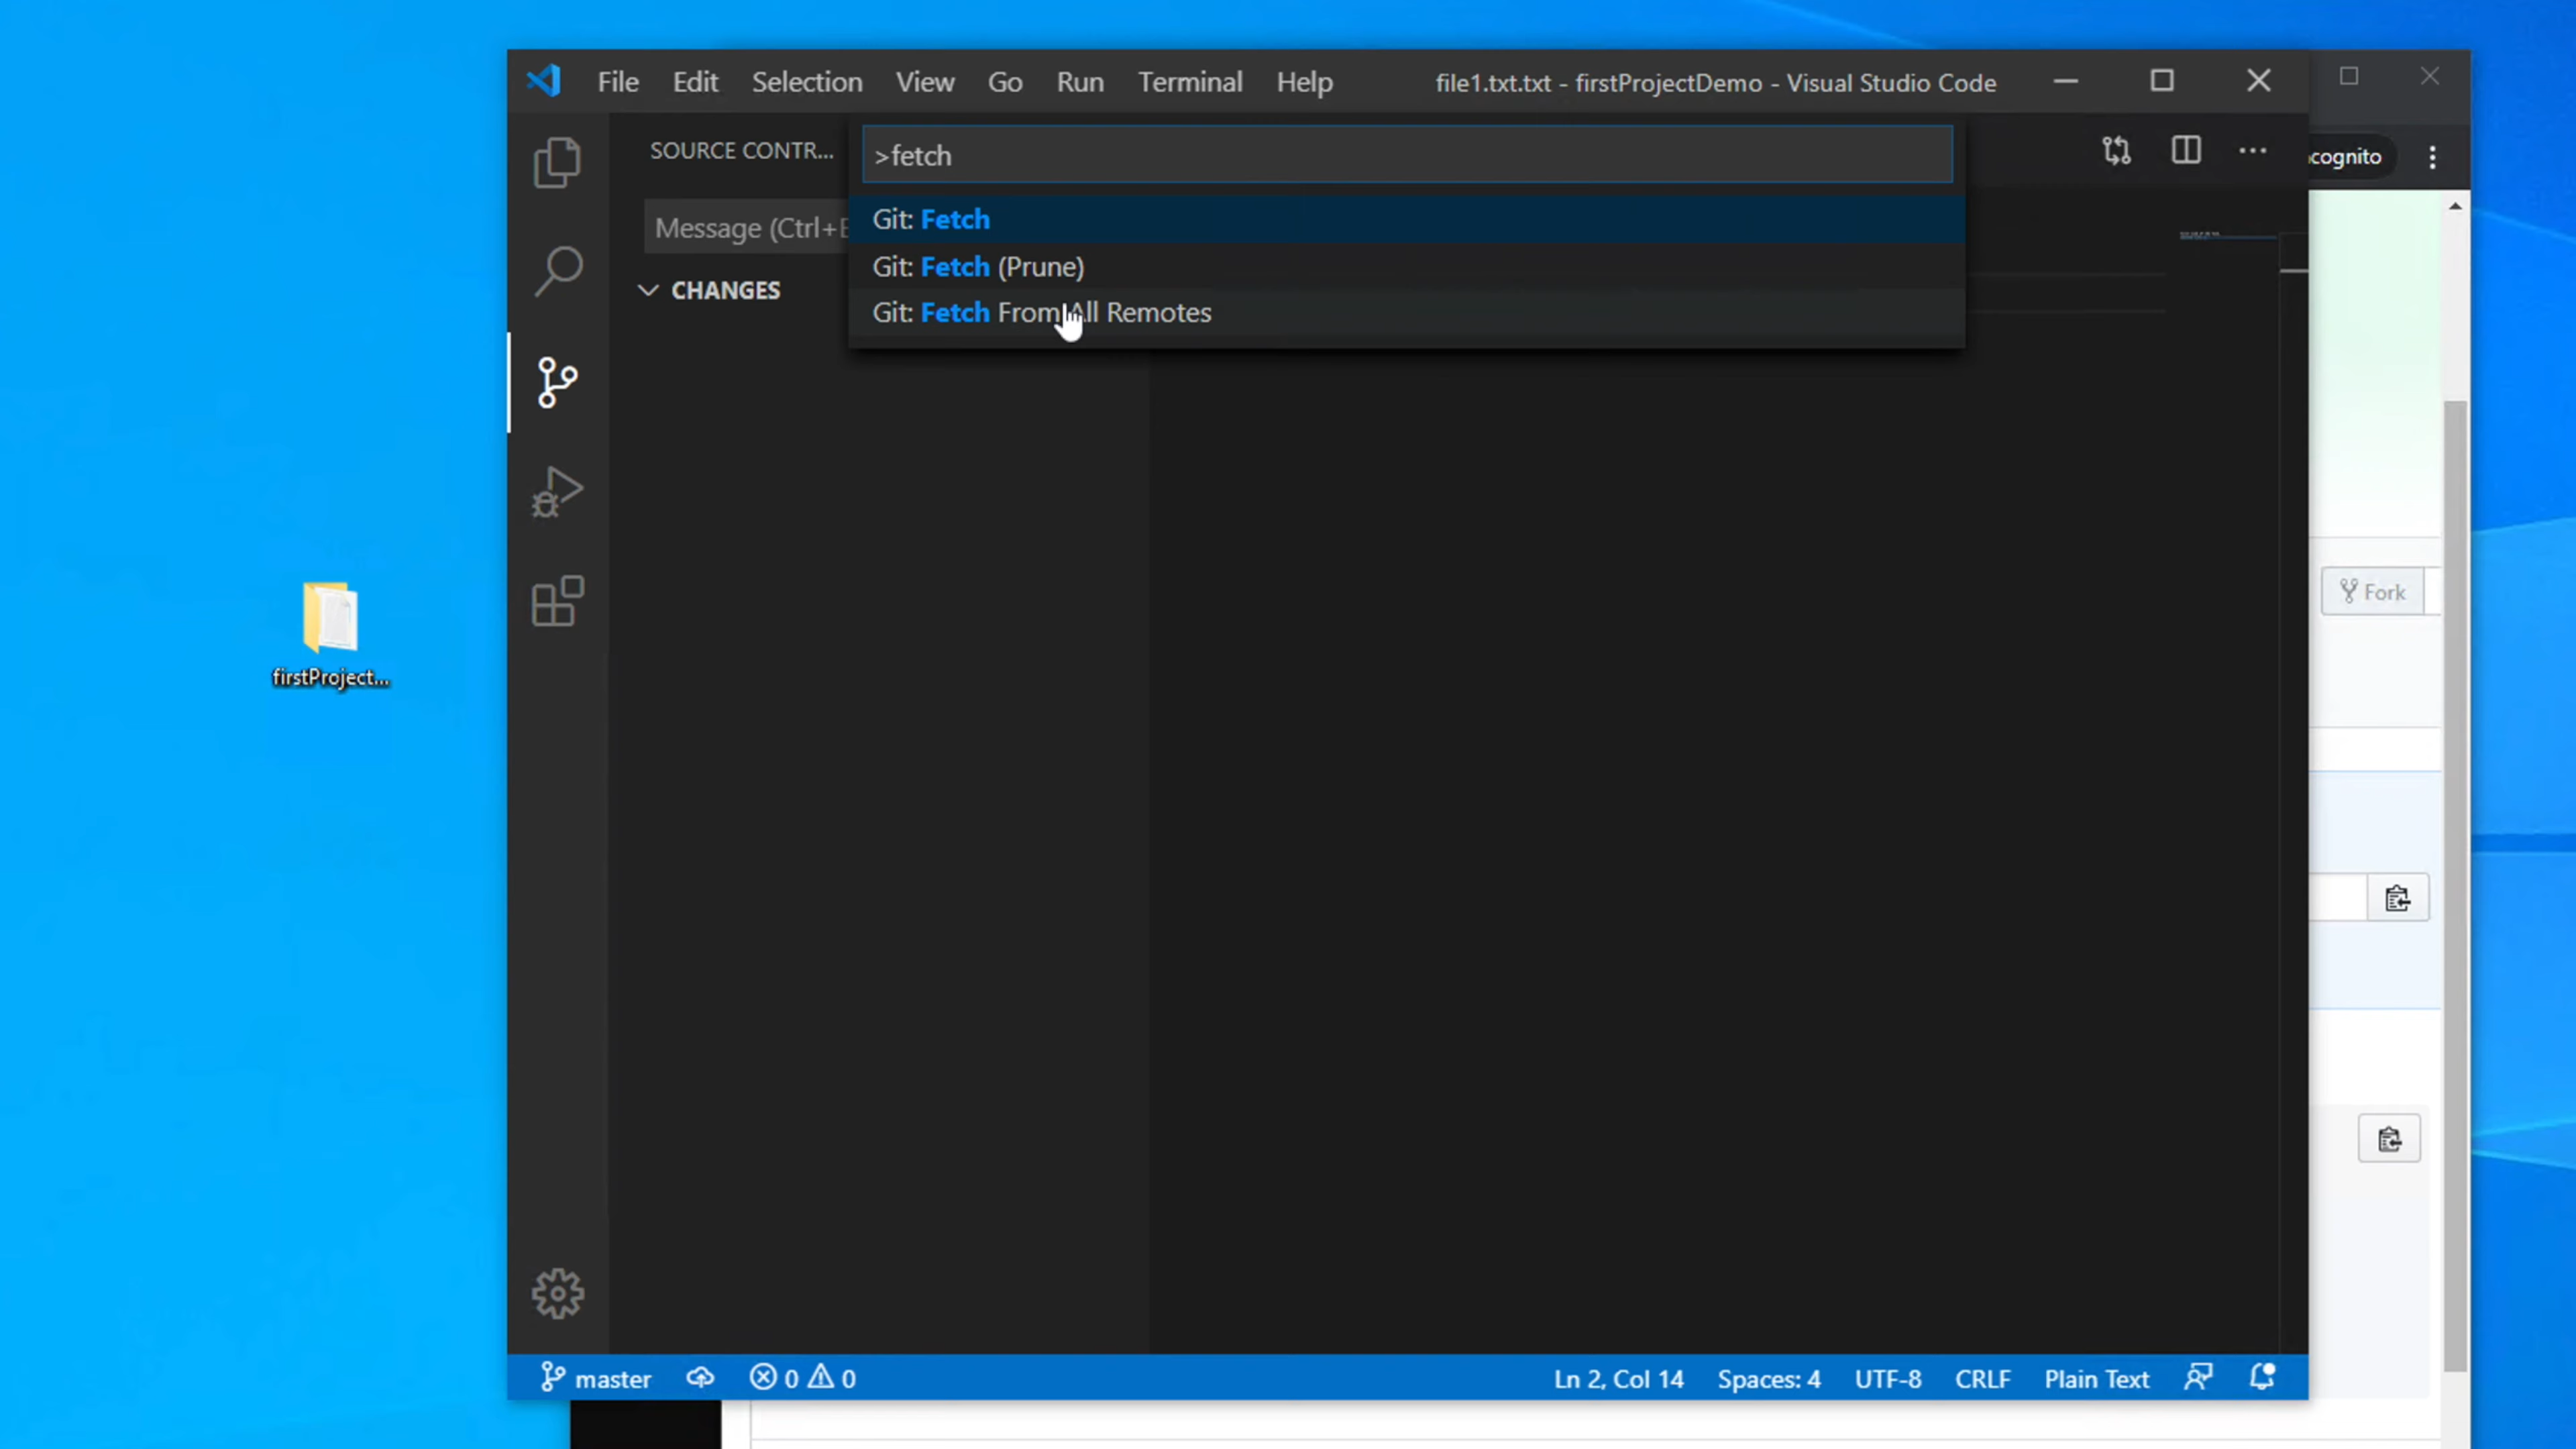 File Edit Selection View Go Run Terminal Help file1.txt.txt - firstProjectDemo - Visual Studio Code
SOURCE CONTR...
>fetch
cognito
Message (Ctrl+E
Git: Fetch
Git: Fetch (Prune)
Git: Fetch From All Remotes
CHANGES
Fork
firstProject...
master 0 0 Ln 2, Col 14 Spaces: 4 UTF-8 CRLF Plain Text